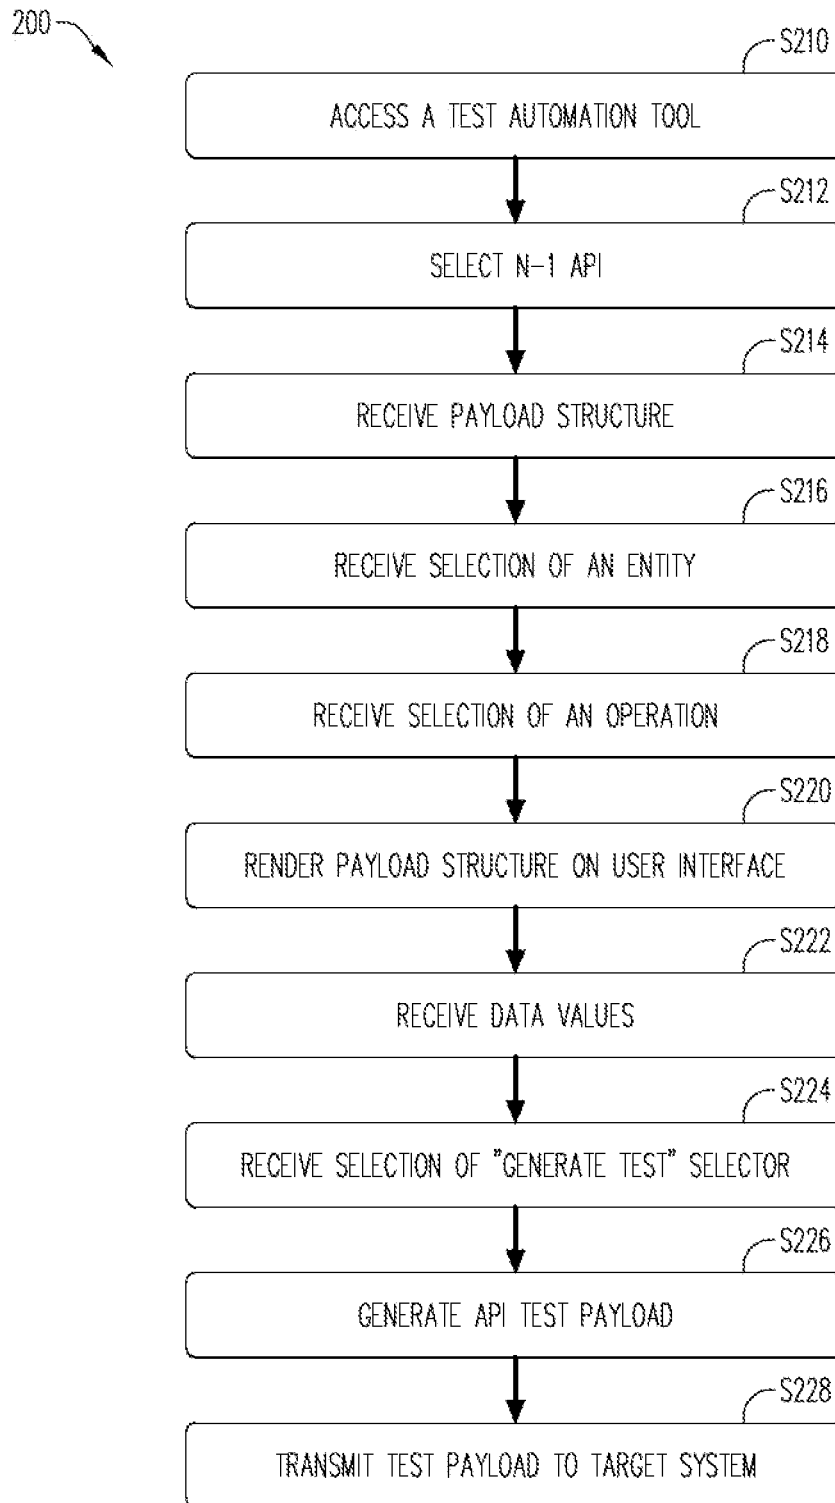 200
S210
ACCESS A TEST AUTOMATION TOOL
S212
SELECT N-1 API
S214
RECEIVE PAYLOAD STRUCTURE
S216
RECEIVE SELECTION OF AN ENTITY
S218
RECEIVE SELECTION OF AN OPERATION
S220
RENDER PAYLOAD STRUCTURE ON USER INTERFACE
S222
RECEIVE DATA VALUES
S224
RECEIVE SELECTION OF "GENERATE TEST" SELECTOR
S226
GENERATE API TEST PAYLOAD
S228
TRANSMIT TEST PAYLOAD TO TARGET SYSTEM